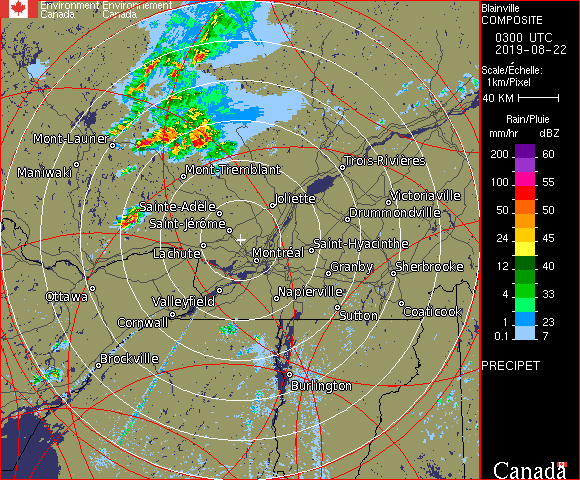 Environment Environnement
Canada Canada
Blainville
COMPOSITE
0300 UTC
2019-08-22
Scale/Échelle:
1km/Pixel
40 KM
Rain/Pluie
mm/hr dBZ
200 60
100 55
50 50
50 45
24 35
12 40
4 33
1 23
0.1 7
PRECIPET
Mont-Laurier
Maniwaki
Mont-Tremblant
Trois-Rivières
Sainte-Adèle
Joliette
Victoriaville
Drummondville
Saint-Jérôme
Lachute
Montréal
Saint-Hyacinthe
Granby
Sherbrooke
Ottawa
Valleyfield
Napierville
Cornwall
Sutton
Coaticook
Brockville
Burlington
Canada